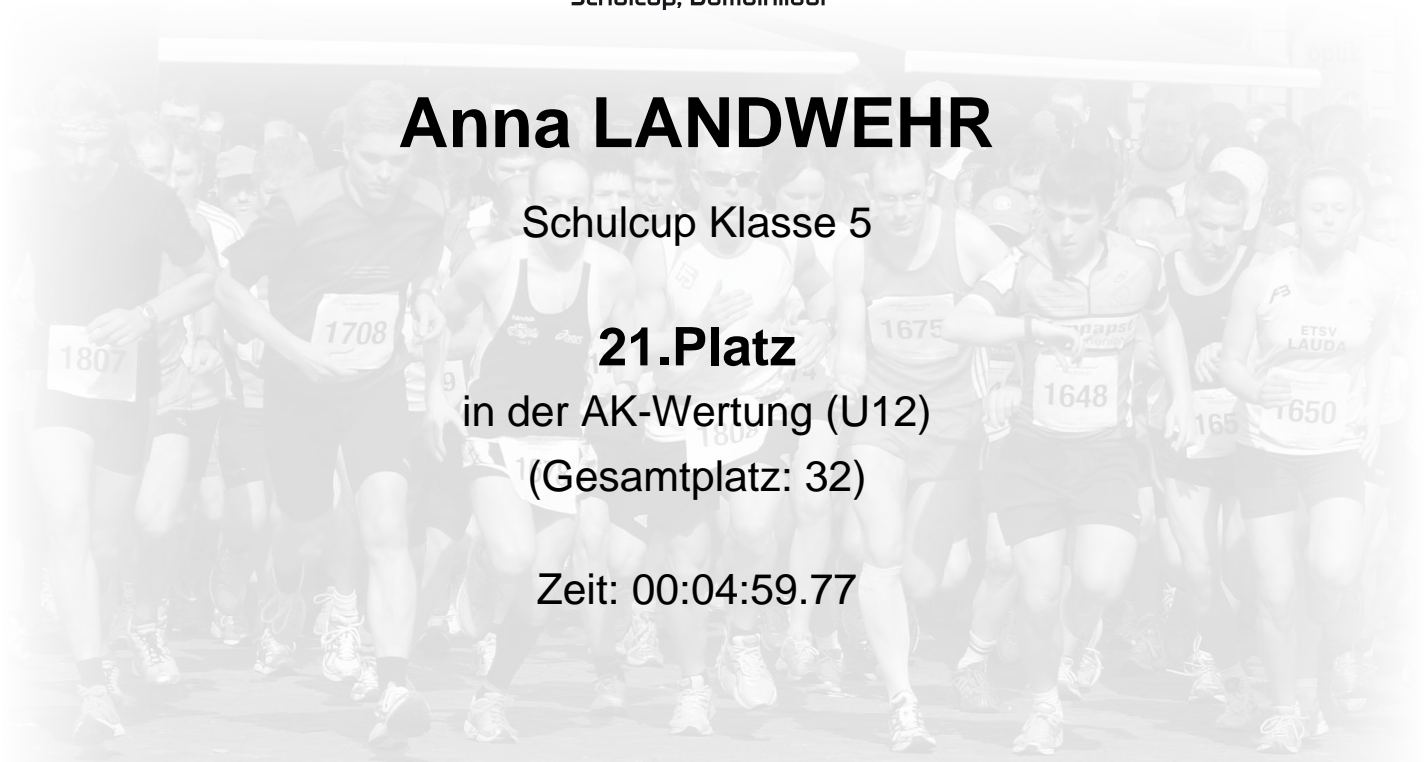 Anna LANDWEHR
Schulcup Klasse 5
21.Platz
in der AK-Wertung (U12)
(Gesamtplatz: 32)
Zeit: 00:04:59.77
1807
1708
1675
1648
165
1650
ETSV
LAUDA